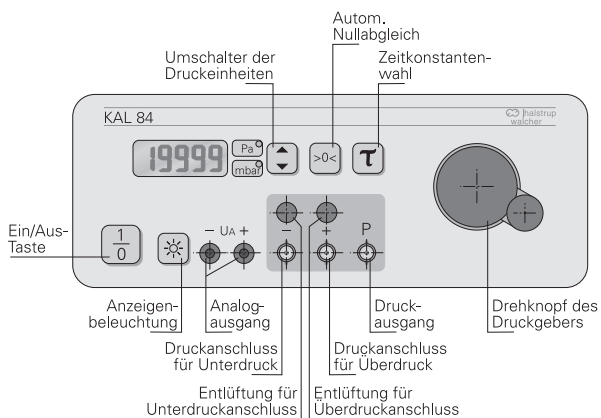 Autom.
Nullabgleich
Umschalter der
Druckeinheiten
Zeitkonstanten-
wahl
KAL 84
halstrup
walcher
19999
Pa
mbar
>0<
τ
Ein/Aus-
Taste
1
0
− UA +
− + P
Anzeigen-
beleuchtung
Analog-
ausgang
Druck-
ausgang
Drehknopf des
Druckgebers
Druckanschluss
für Unterdruck
Druckanschluss
für Überdruck
Entlüftung für
Unterdruckanschluss
Entlüftung für
Überdruckanschluss